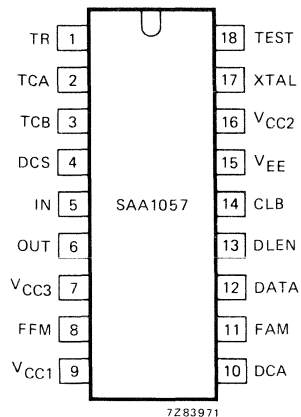 TR 1 18 TEST
TCA 2 17 XTAL
TCB 3 16 VCC2
DCS 4 15 VEE
IN 5 SAA1057 14 CLB
OUT 6 13 DLEN
VCC3 7 12 DATA
FFM 8 11 FAM
VCC1 9 10 DCA
7Z83971